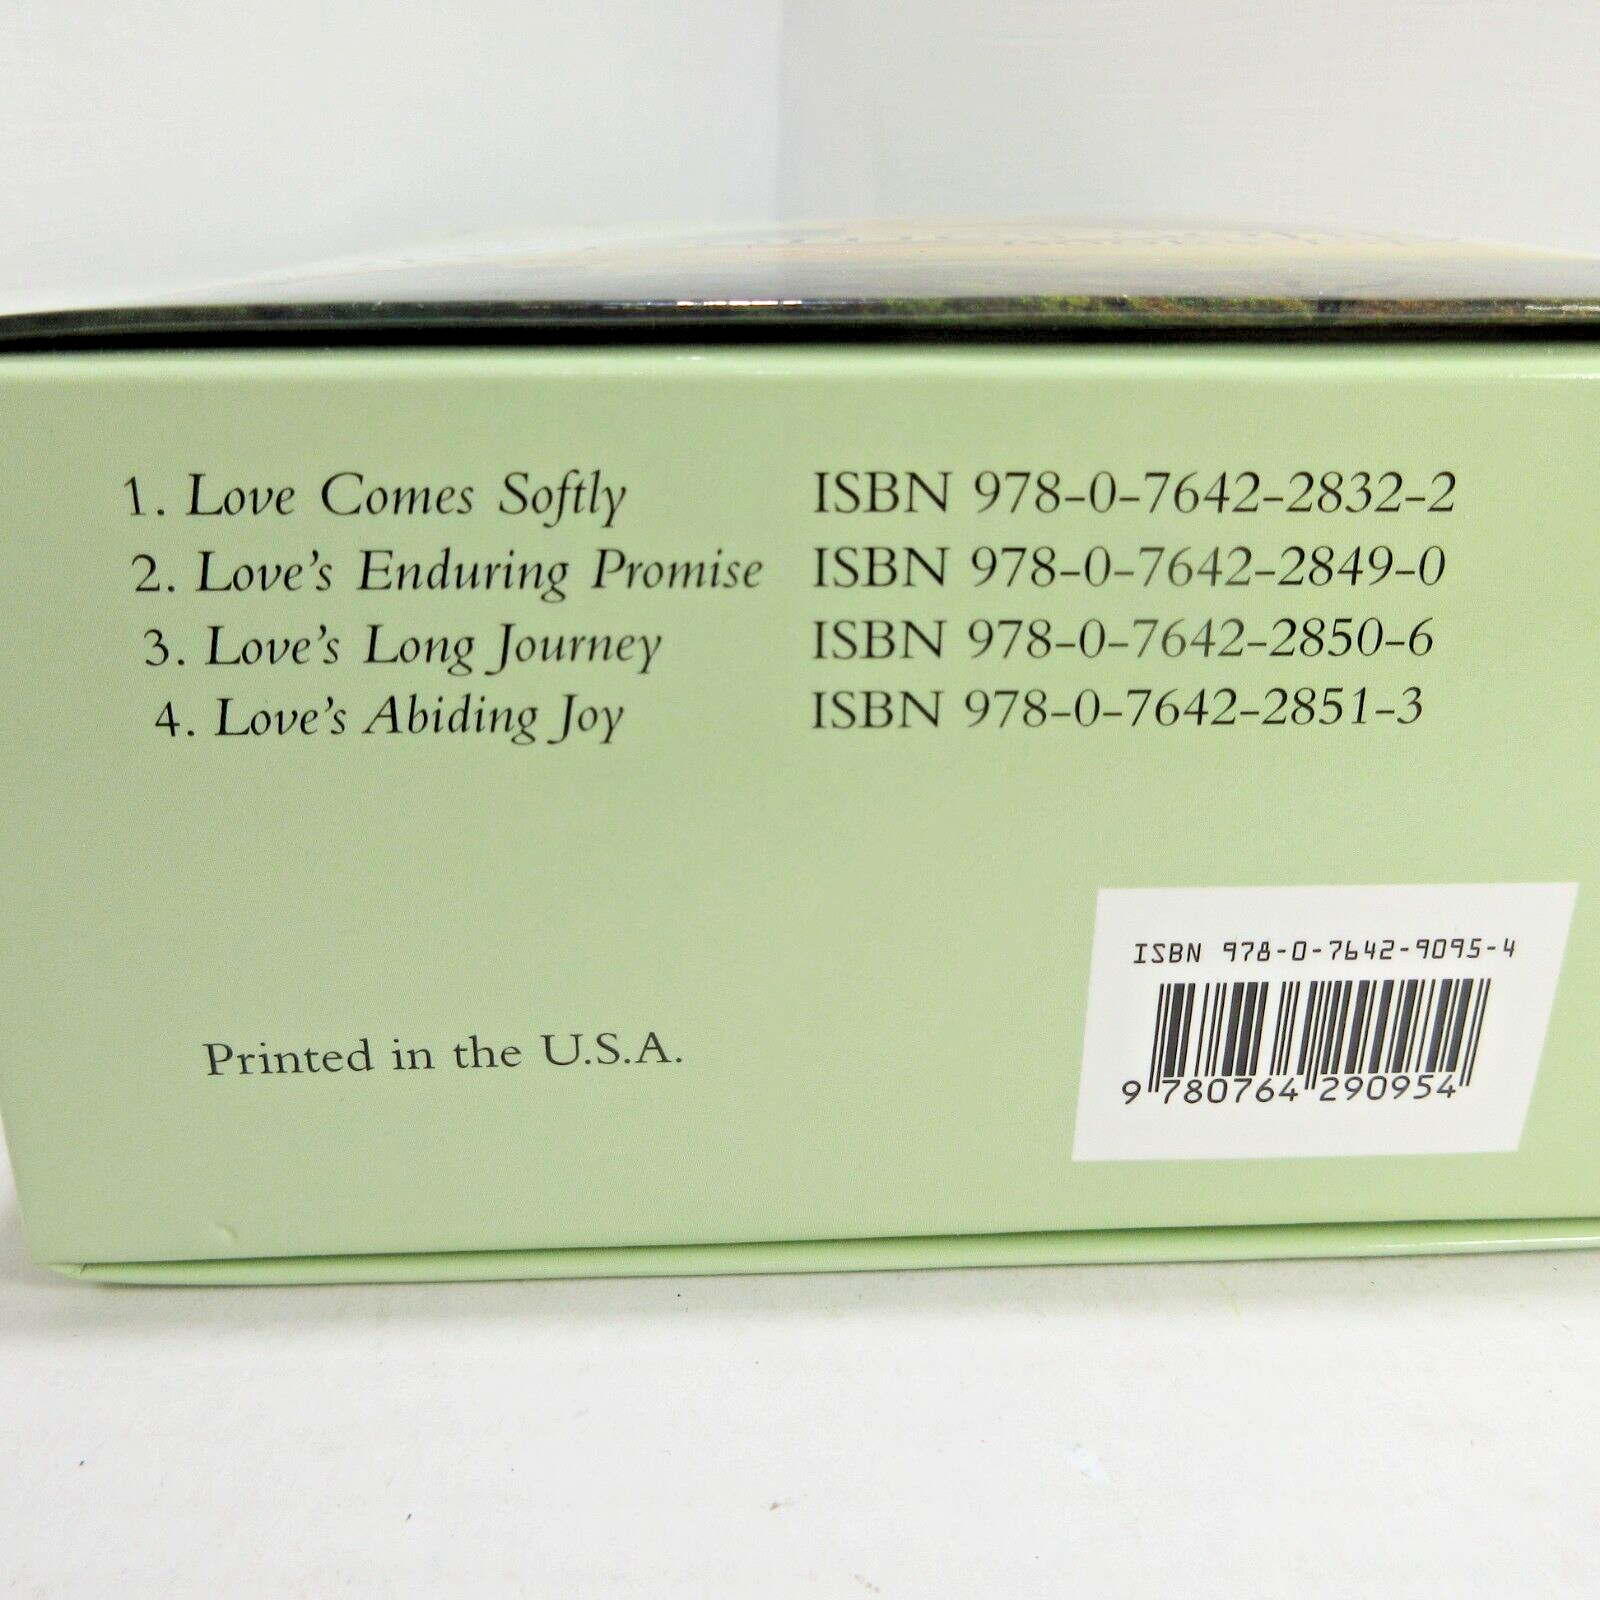 1. Love Comes Softly ISBN 978-0-7642-2832-2
2. Love's Enduring Promise ISBN 978-0-7642-2849-0
3. Love's Long Journey ISBN 978-0-7642-2850-6
4. Love's Abiding Joy ISBN 978-0-7642-2851-3
ISBN 978-0-7642-9095-4
9 780764 290954
Printed in the U.S.A.